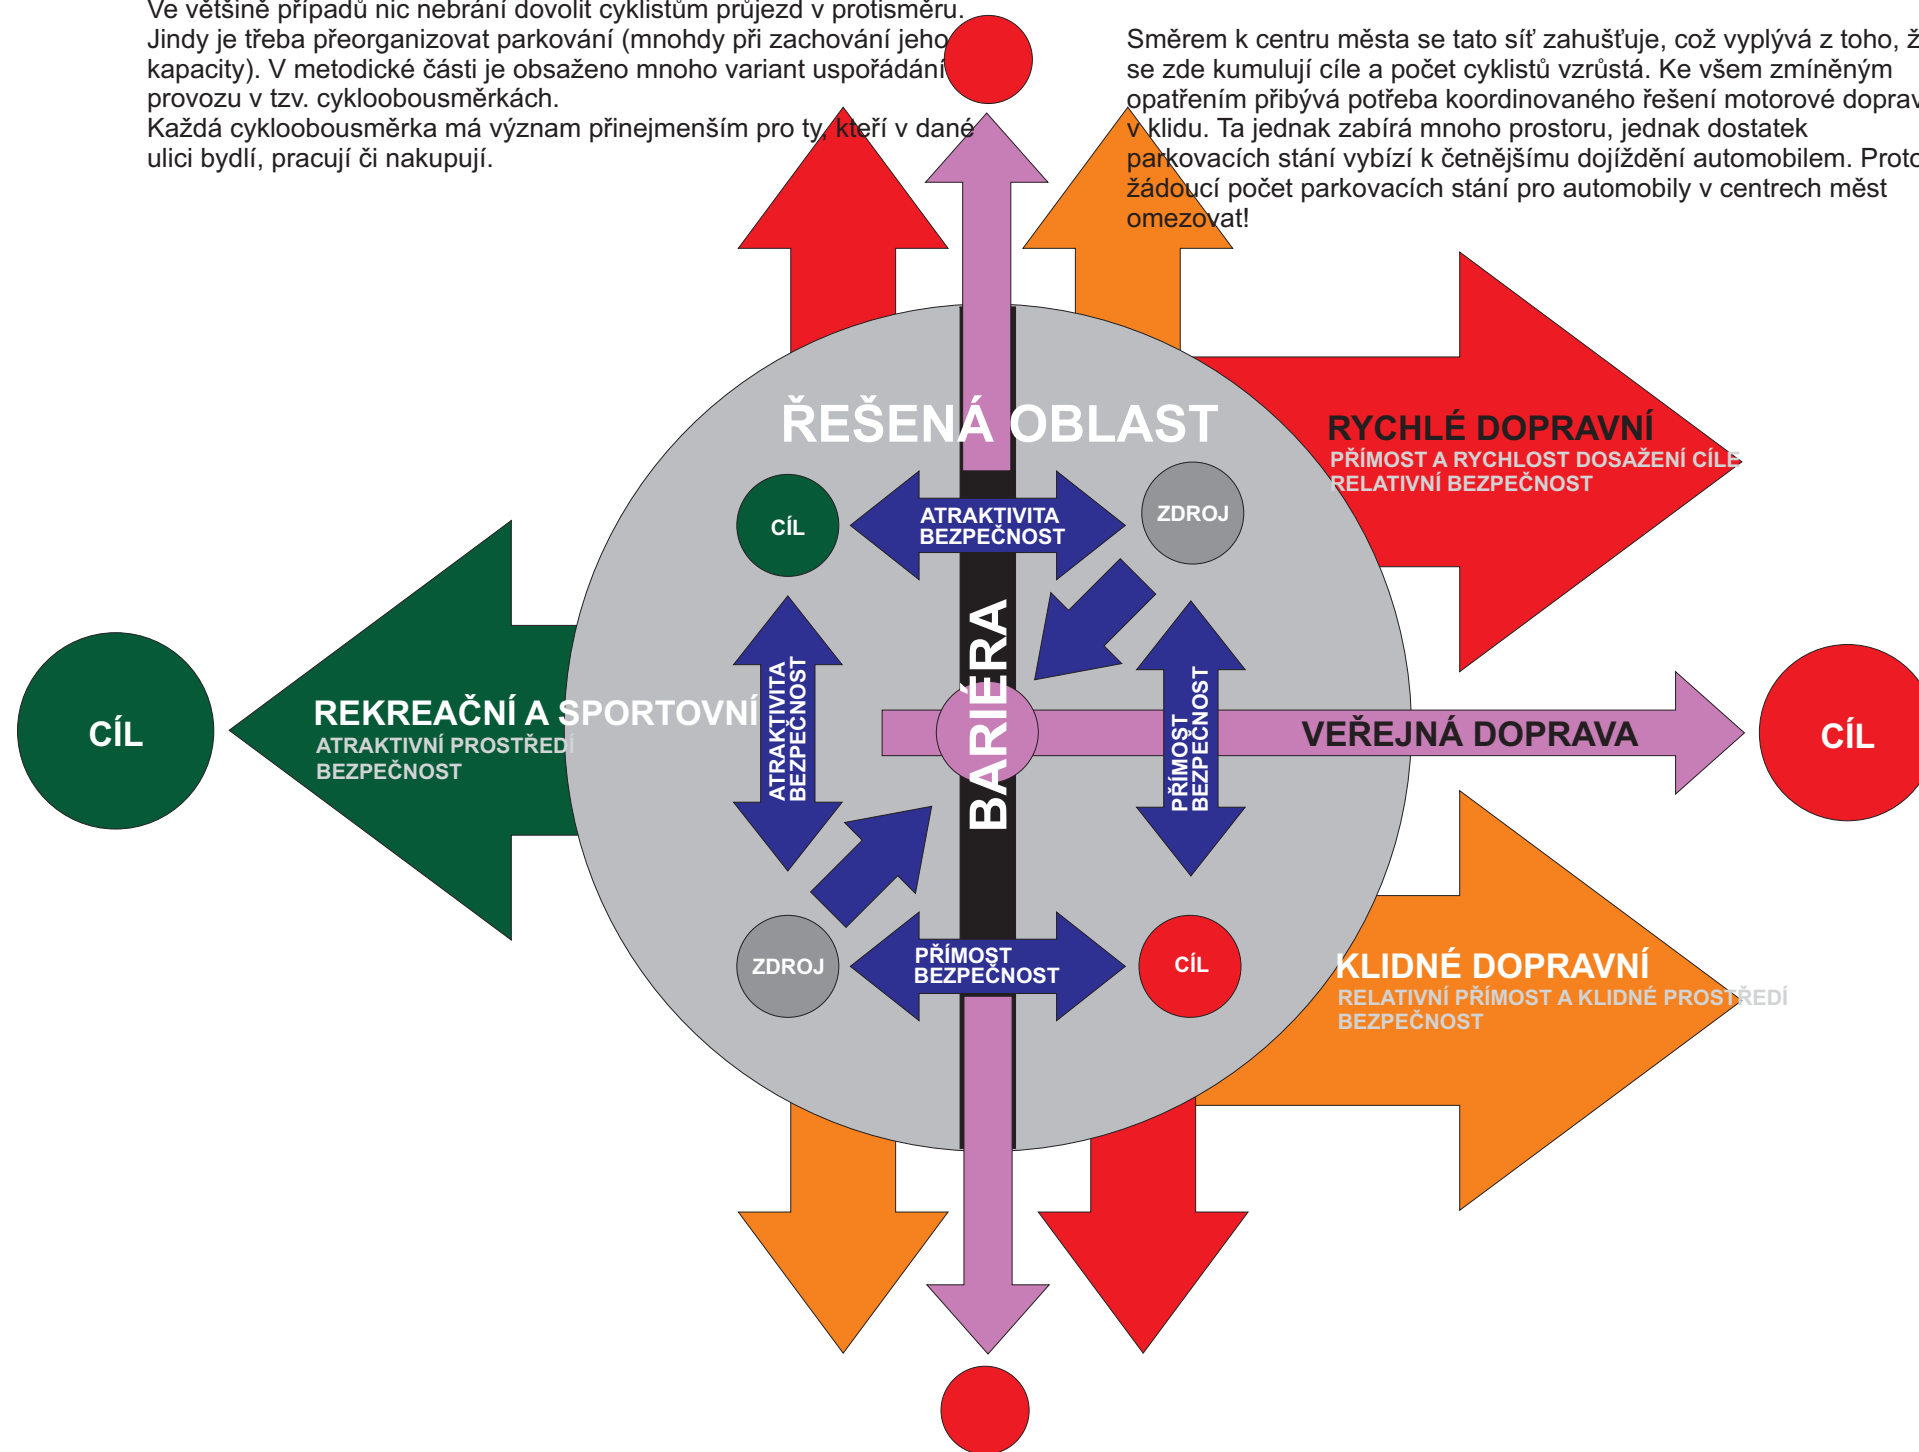 Ve většině případů nic nebrání dovolit cyklistům průjezd v protisměru.
Jindy je třeba přeorganizovat parkování (mnohdy při zachování jeho
kapacity). V metodické části je obsaženo mnoho variant uspořádání
provozu v tzv. cykloobousměrkách.
Každá cykloobousměrka má význam přinejmenším pro ty, kteří v dané
ulici bydlí, pracují či nakupují.
Směrem k centru města se tato síť zahušťuje, což vyplývá z toho, ž
se zde kumulují cíle a počet cyklistů vzrůstá. Ke všem zmíněným
opatřením přibývá potřeba koordinovaného řešení motorové doprav
v klidu. Ta jednak zabírá mnoho prostoru, jednak dostatek
parkovacích stání vybízí k četnějšímu dojíždění automobilem. Proto
žádoucí počet parkovacích stání pro automobily v centrech měst
omezovat!
ŘEŠENÁ OBLAST
RYCHLÉ DOPRAVNÍ
PŘÍMOST A RYCHLOST DOSAŽENÍ CÍLE
RELATIVNÍ BEZPEČNOST
CÍL
ATRAKTIVITA
BEZPEČNOST
ZDROJ
BARIÉRA
CÍL
REKREAČNÍ A SPORTOVNÍ
ATRAKTIVNÍ PROSTŘEDÍ
BEZPEČNOST
ATRAKTIVITA
BEZPEČNOST
PŘÍMOST
BEZPEČNOST
VEŘEJNÁ DOPRAVA
CÍL
ZDROJ
PŘÍMOST
BEZPEČNOST
CÍL
KLIDNÉ DOPRAVNÍ
RELATIVNÍ PŘÍMOST A KLIDNÉ PROSTŘEDÍ
BEZPEČNOST